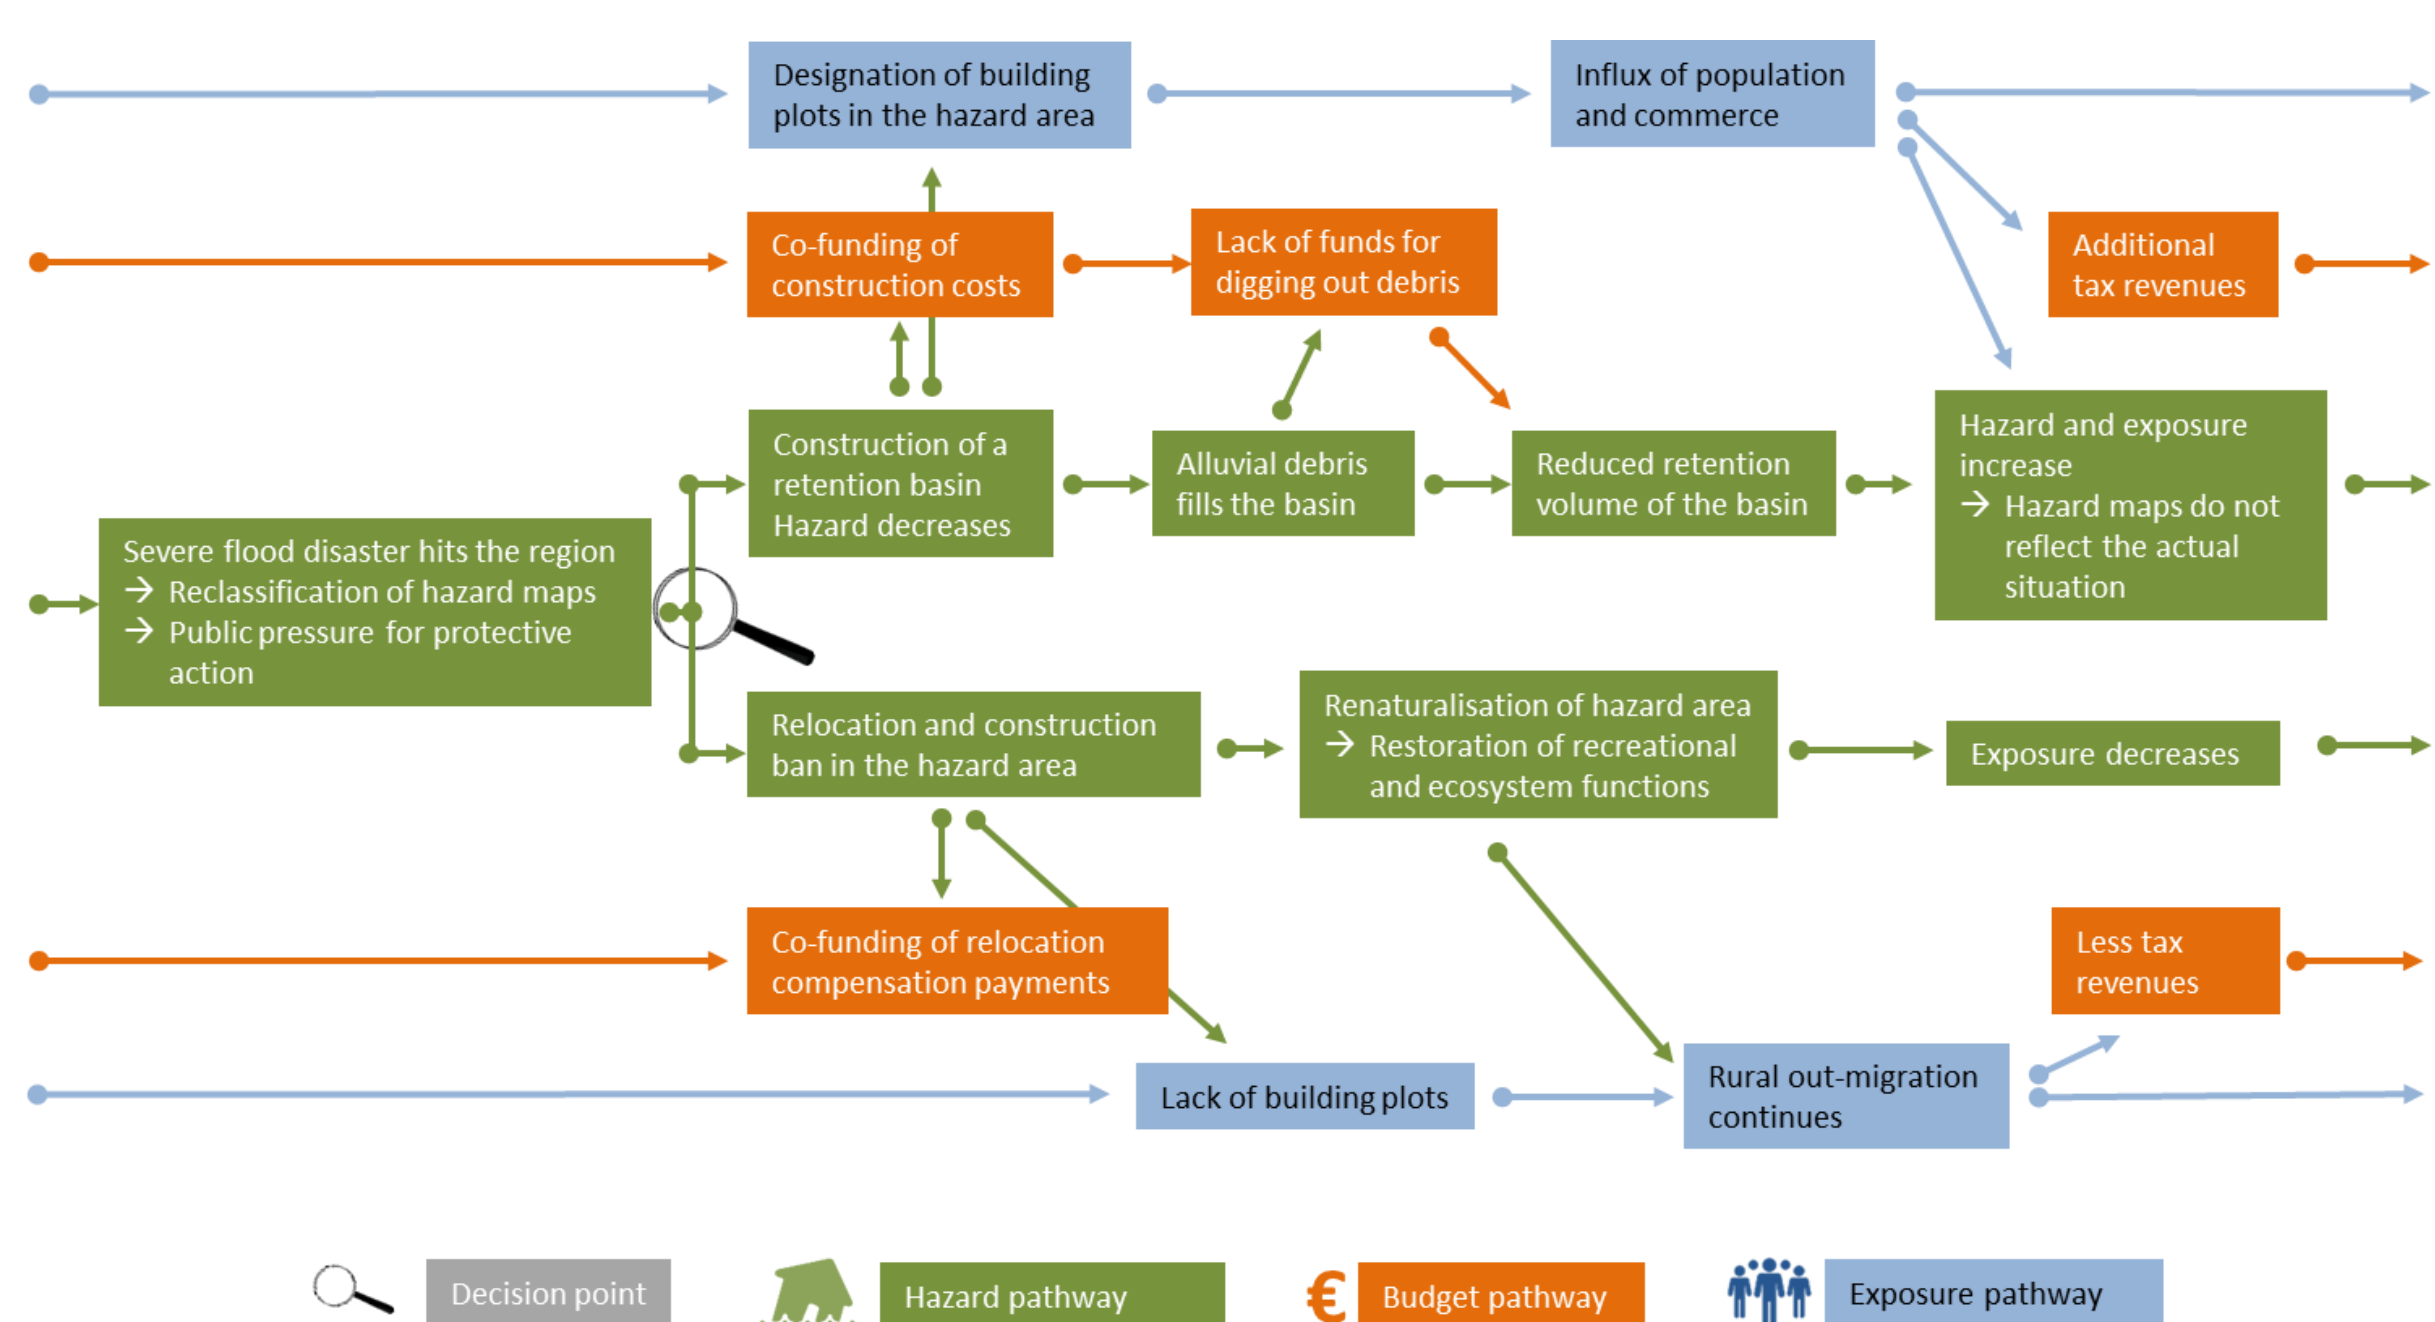 Designation of building
plots in the hazard area
Influx of population
and commerce
Co-funding of
construction costs
Lack of funds for
digging out debris
Additional
tax revenues
Construction of a
retention basin
Hazard decreases
Alluvial debris
fills the basin
Reduced retention
volume of the basin
Hazard and exposure
increase
→ Hazard maps do not
reflect the actual
situation
Severe flood disaster hits the region
→ Reclassification of hazard maps
→ Public pressure for protective
action
Relocation and construction
ban in the hazard area
Renaturalisation of hazard area
→ Restoration of recreational
and ecosystem functions
Exposure decreases
Co-funding of relocation
compensation payments
Less tax
revenues
Lack of building plots
Rural out-migration
continues
Decision point
Hazard pathway
€ Budget pathway
Exposure pathway